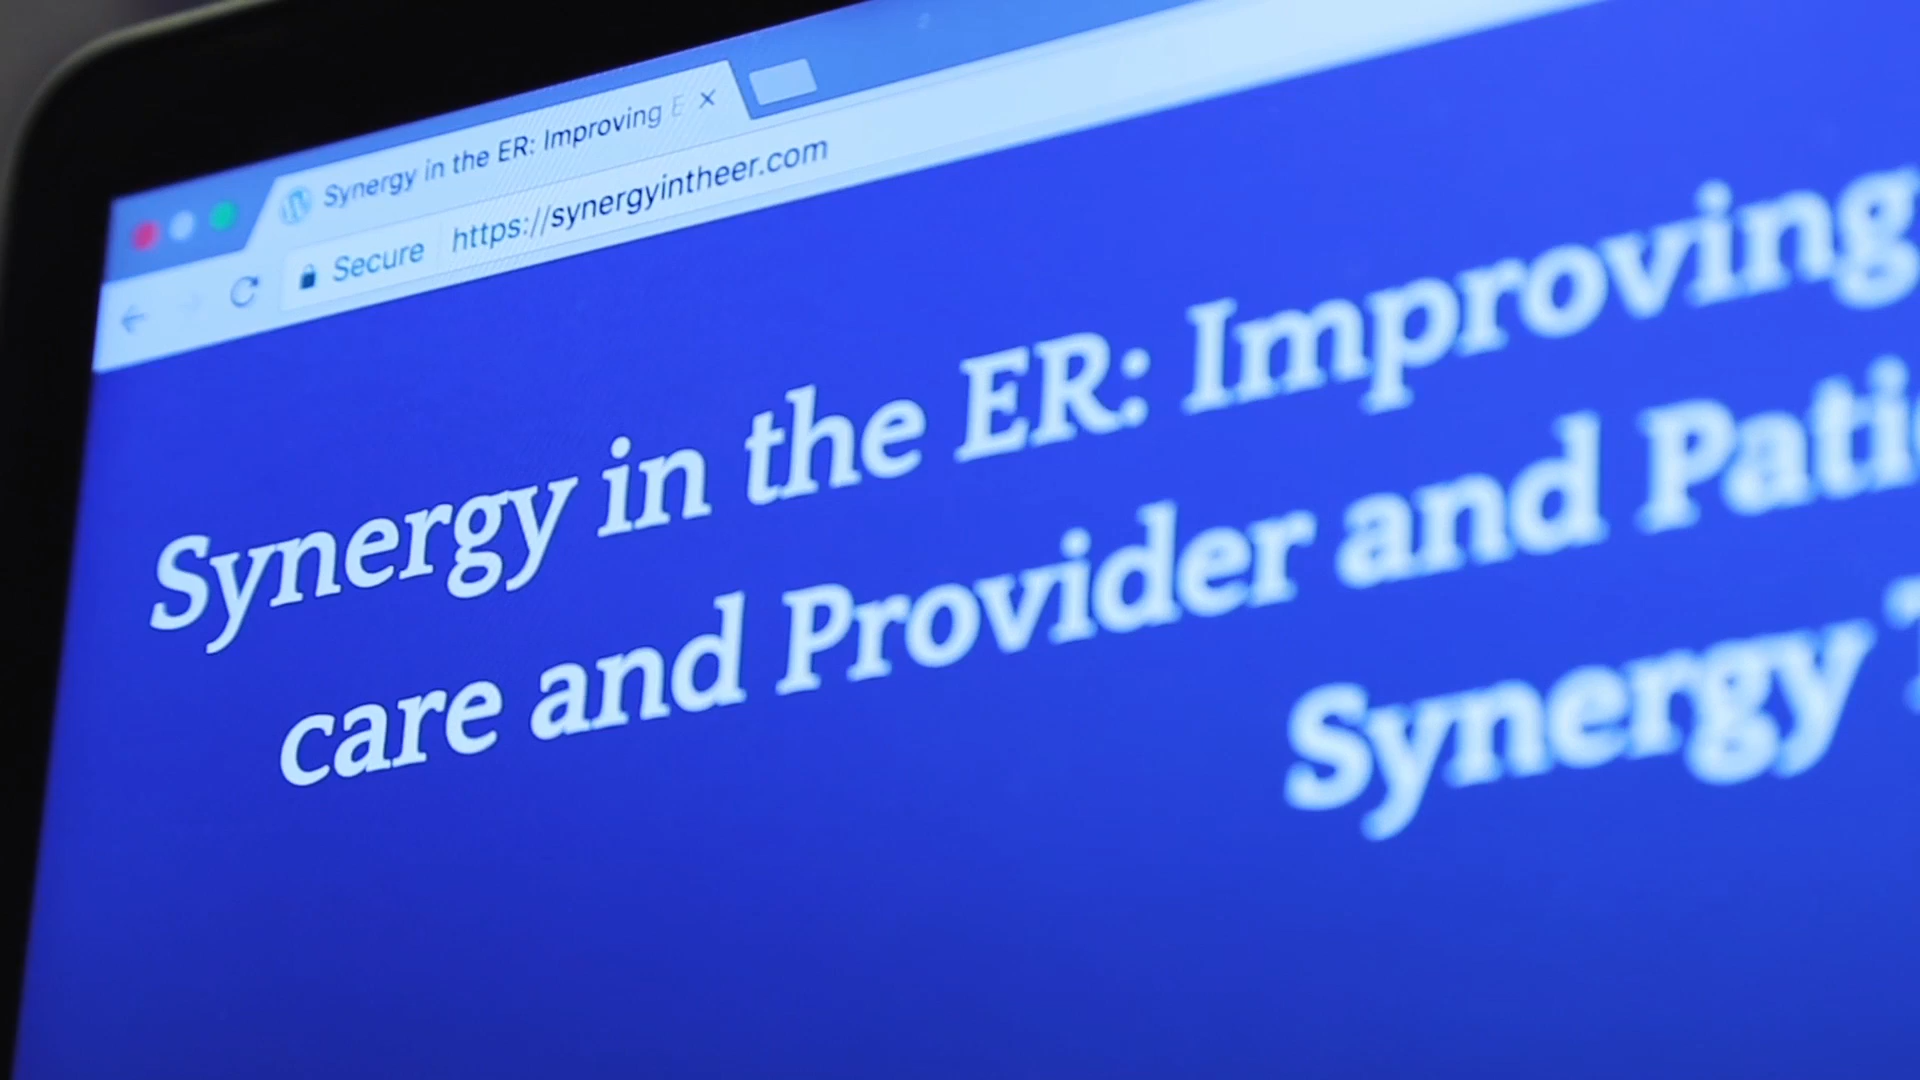 Synergy in the ER: Improving
Secure https://synergyintheer.com
Synergy in the ER: Improving
care and Provider and
Synergy